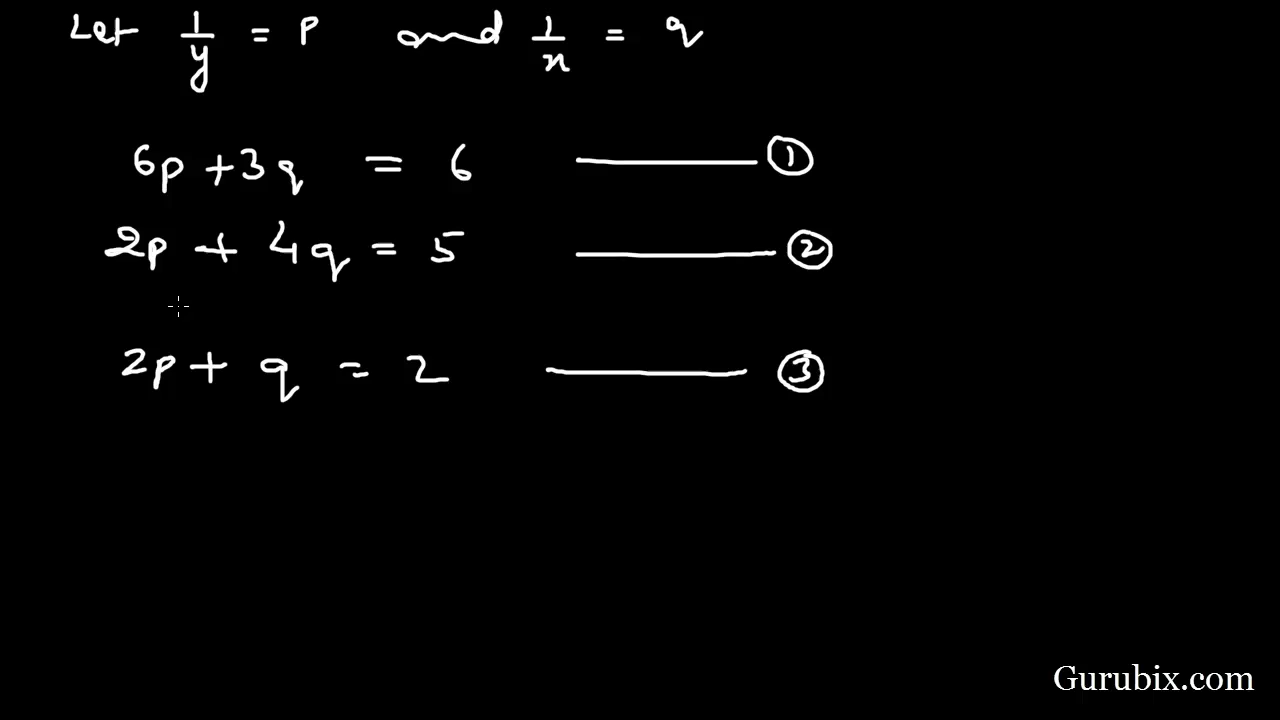 Let 1/y = p and 1/x = q
6p + 3q = 6 ——— ①
2p + 4q = 5 ——— ②
2p + q = 2 ——— ③
Gurubix.com